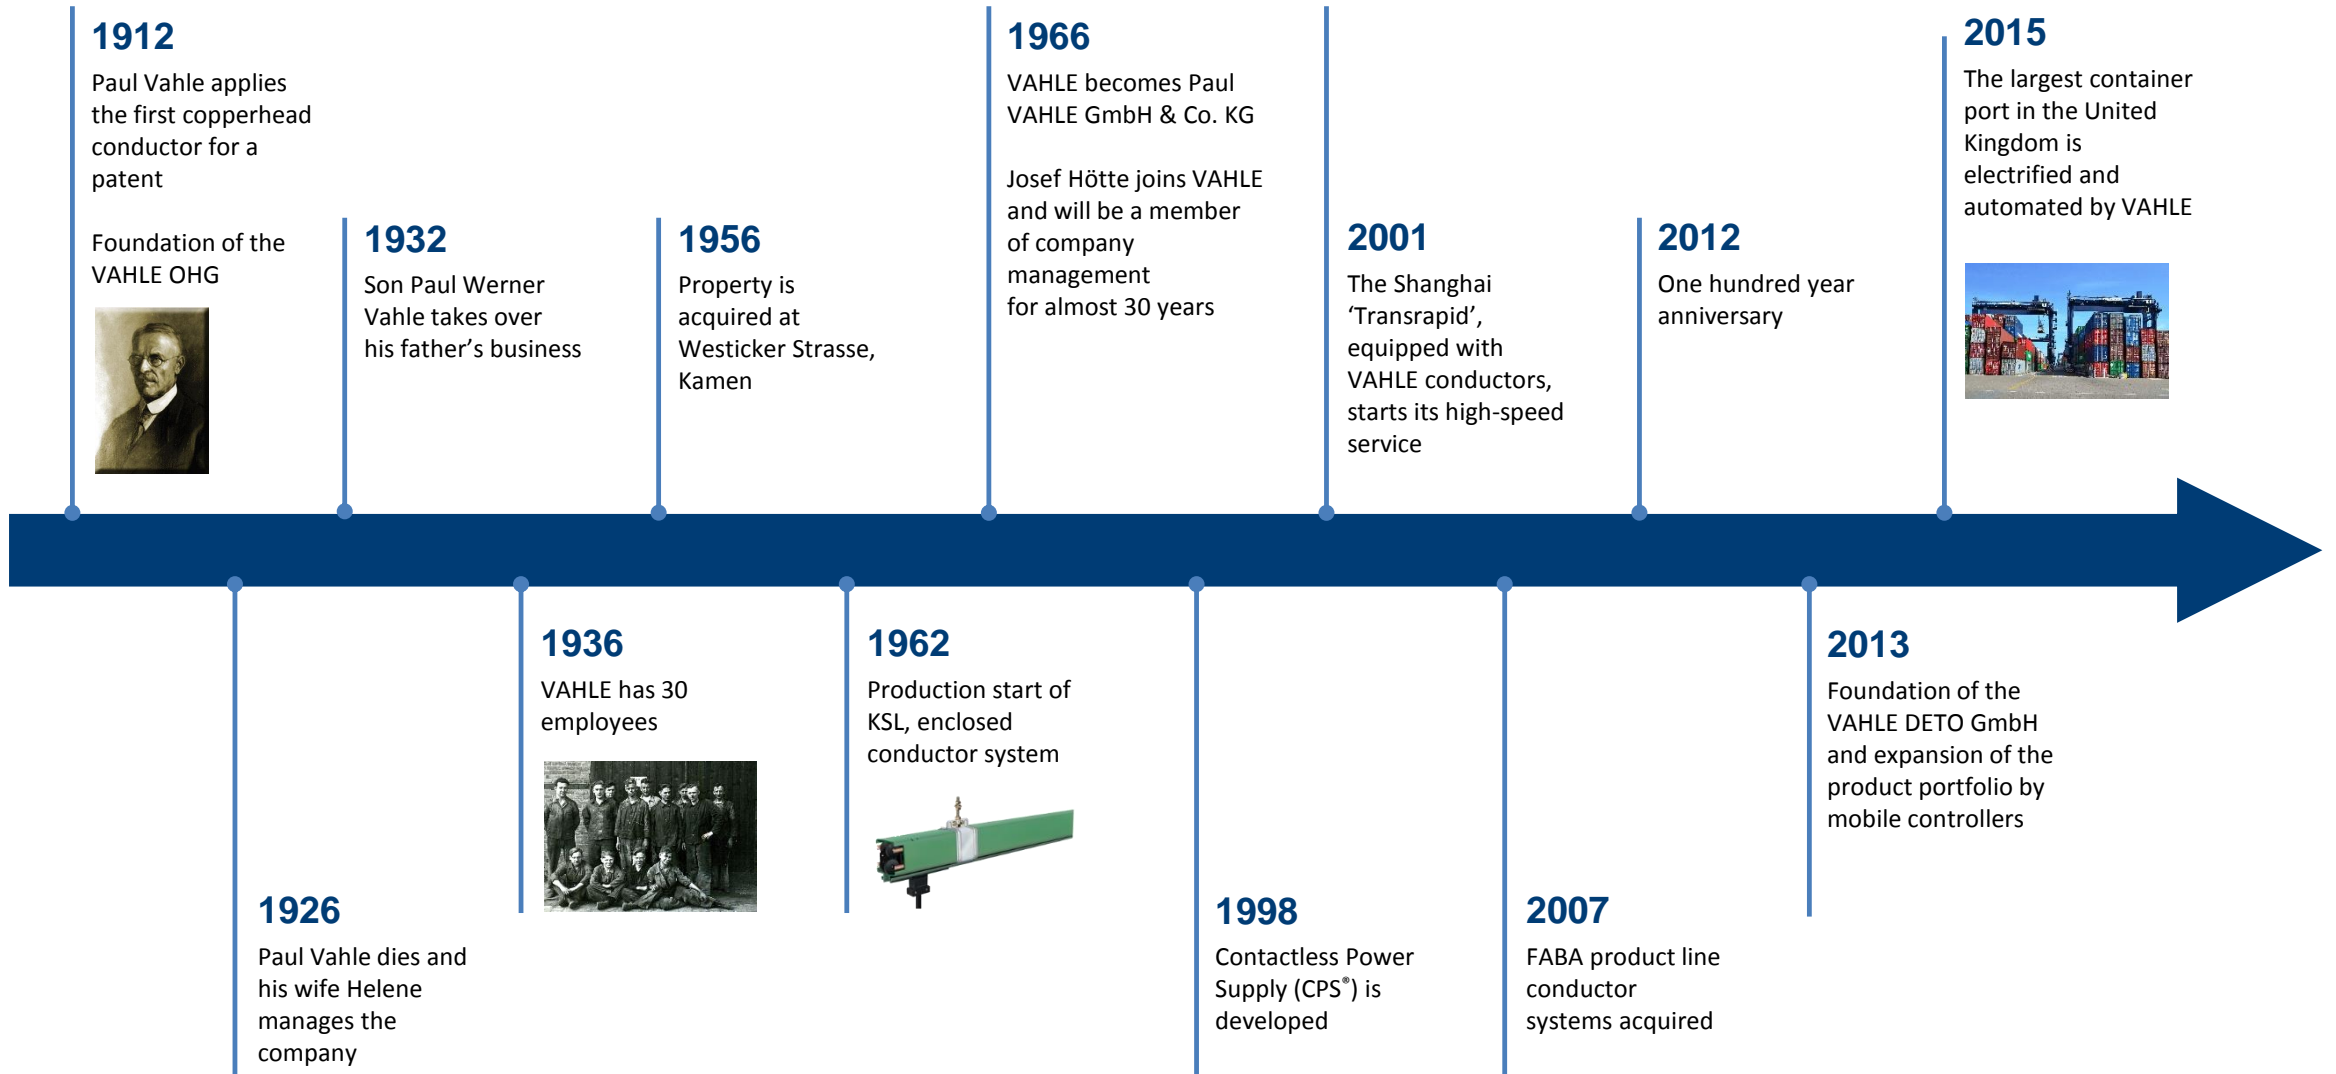 1912
Paul Vahle applies
the first copperhead
conductor for a
patent
Foundation of the
VAHLE OHG
1932
Son Paul Werner
Vahle takes over
his father’s business
1956
Property is
acquired at
Westicker Strasse,
Kamen
1966
VAHLE becomes Paul
VAHLE GmbH & Co. KG
Josef Hötte joins VAHLE
and will be a member
of company
management
for almost 30 years
2001
The Shanghai
‘Transrapid’,
equipped with
VAHLE conductors,
starts its high-speed
service
2012
One hundred year
anniversary
2015
The largest container
port in the United
Kingdom is
electrified and
automated by VAHLE
1926
Paul Vahle dies and
his wife Helene
manages the
company
1936
VAHLE has 30
employees
1962
Production start of
KSL, enclosed
conductor system
1998
Contactless Power
Supply (CPS®) is
developed
2007
FABA product line
conductor
systems acquired
2013
Foundation of the
VAHLE DETO GmbH
and expansion of the
product portfolio by
mobile controllers